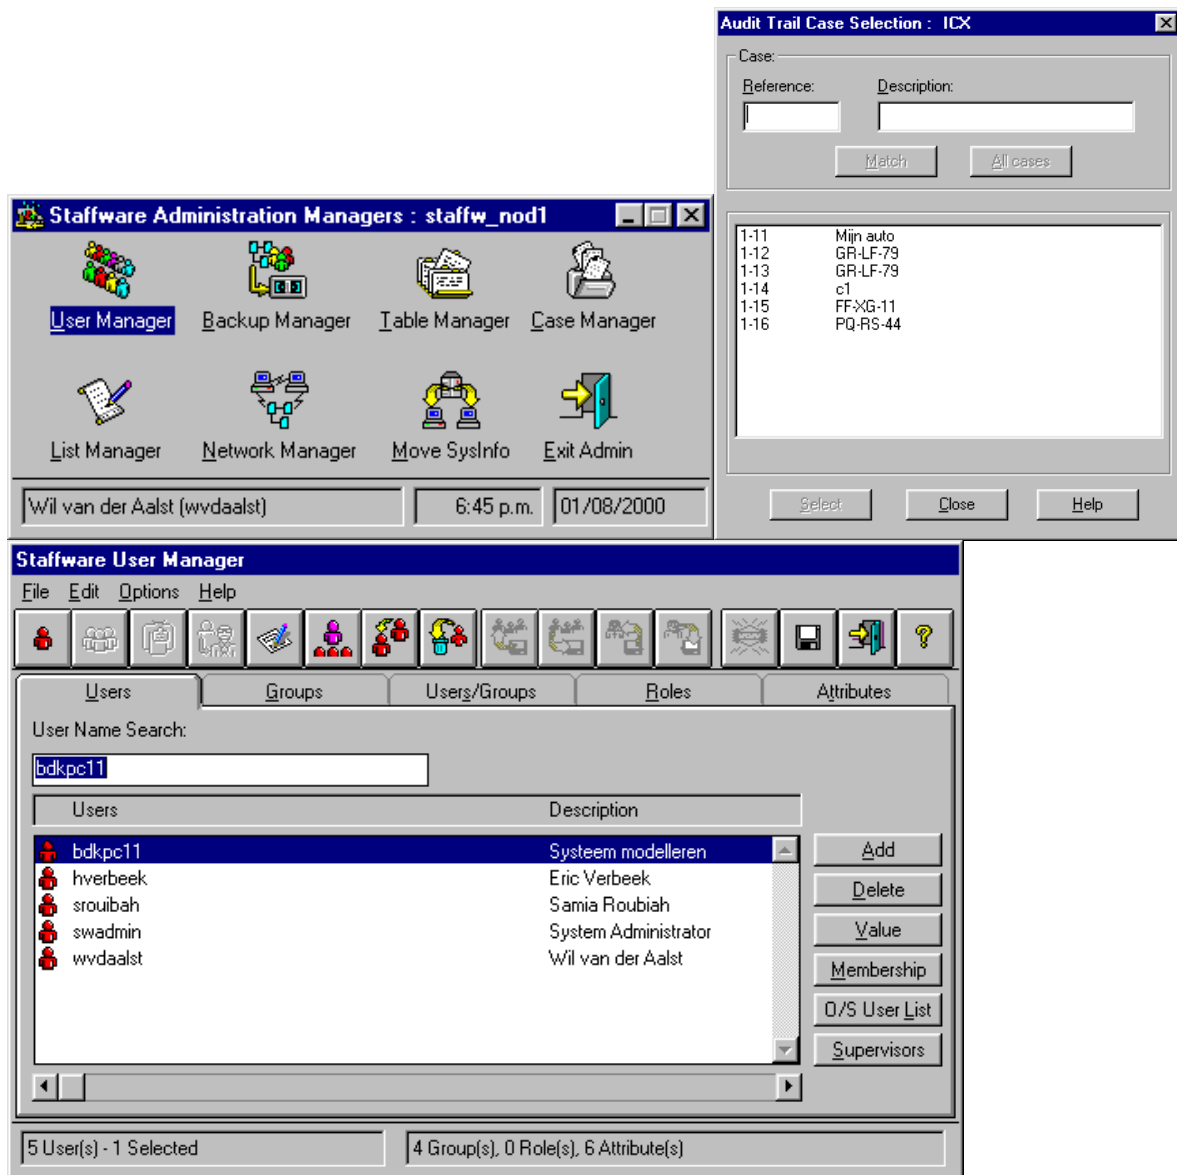 Audit Trail Case Selection : ICX
Case:
Reference: Description:
Match All cases
1-11 Mijn auto
1-12 GR-LF-79
1-13 GR-LF-79
1-14 c1
1-15 FF-XG-11
1-16 PQ-RS-44
Select Close Help
Staffware Administration Managers : staffw_nod1
User Manager Backup Manager Table Manager Case Manager
List Manager Network Manager Move SysInfo Exit Admin
Wil van der Aalst (wvdaalst) 6:45 p.m. 01/08/2000
Staffware User Manager
File Edit Options Help
Users Groups Users/Groups Roles Attributes
User Name Search:
bdkpc11
Users Description
bdkpc11 Systeem modelleren
hverbeek Eric Verbeek
srouibah Samia Roubiah
swadmin System Administrator
wvdaalst Wil van der Aalst
Add
Delete
Value
Membership
O/S User List
Supervisors
5 User(s) - 1 Selected 4 Group(s), 0 Role(s), 6 Attribute(s)